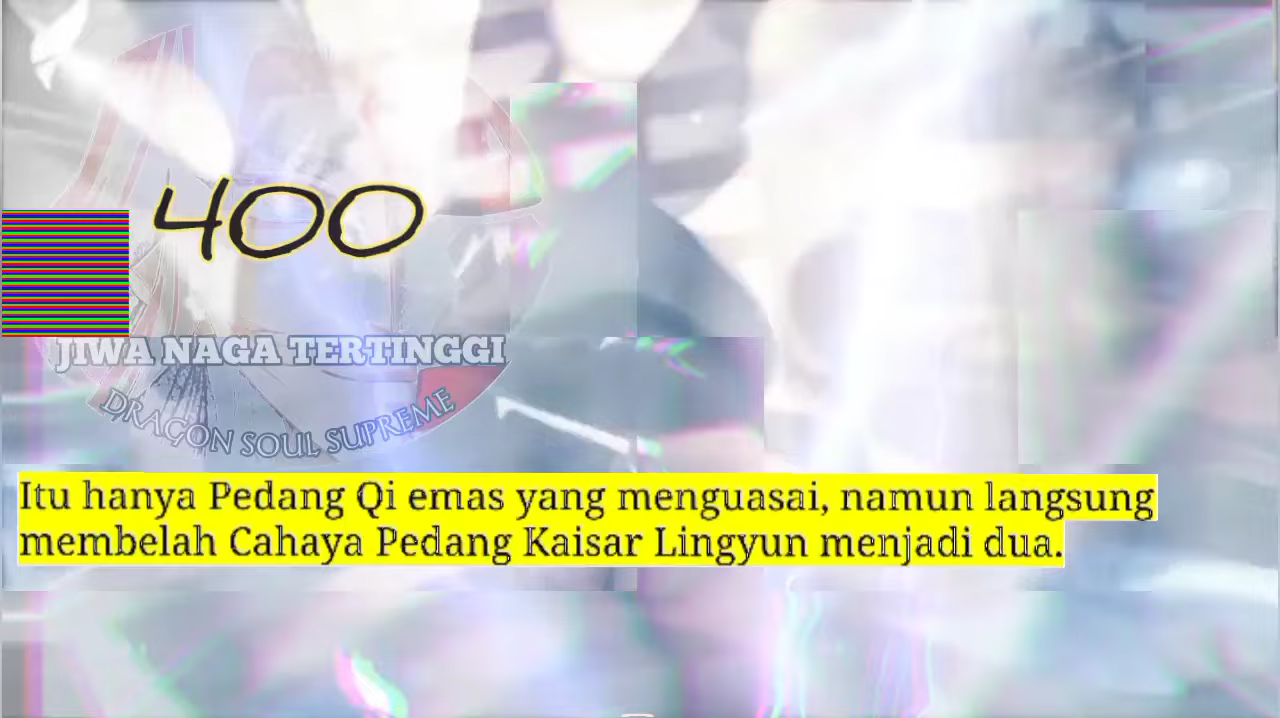 400
JIWA NAGA TERTINGGI
DRAGON SOUL SUPREME
Itu hanya Pedang Qi emas yang menguasai, namun langsung
membelah Cahaya Pedang Kaisar Lingyun menjadi dua.